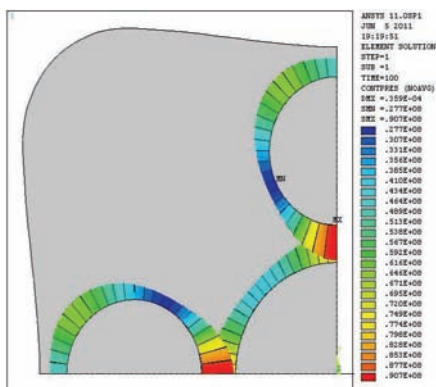 1
ANSYS 11.0SP1
JUN 5 2011
19:19:51
ELEMENT SOLUTION
STEP=1
SUB =1
TIME=100
CONTPRES (NOAVG)
DMX =.359E-04
SMN =.277E+08
SMX =.907E+08
.277E+08
.307E+08
.331E+08
.356E+08
.385E+08
.410E+08
.434E+08
.464E+08
.489E+08
.513E+08
.538E+08
.567E+08
.592E+08
.616E+08
.646E+08
.671E+08
.695E+08
.720E+08
.749E+08
.774E+08
.798E+08
.828E+08
.853E+08
.877E+08
.907E+08
MN
MX